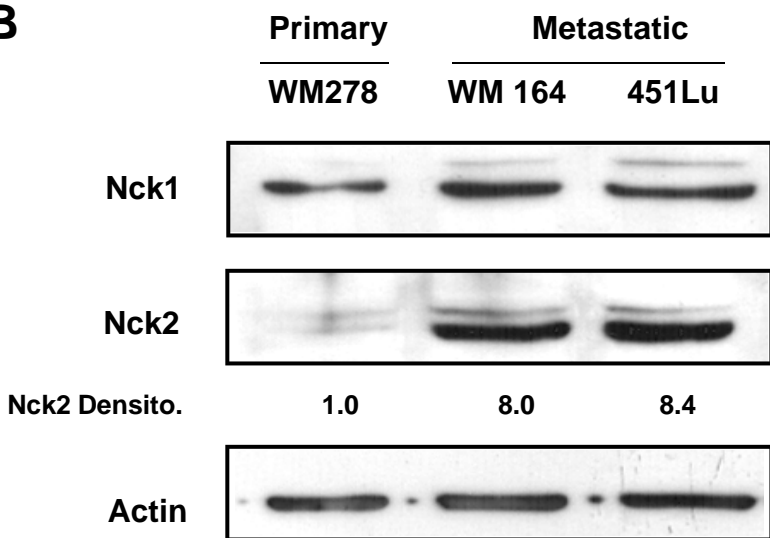 B
Primary Metastatic
WM278 WM 164 451Lu
Nck1
Nck2
Nck2 Densito. 1.0 8.0 8.4
Actin